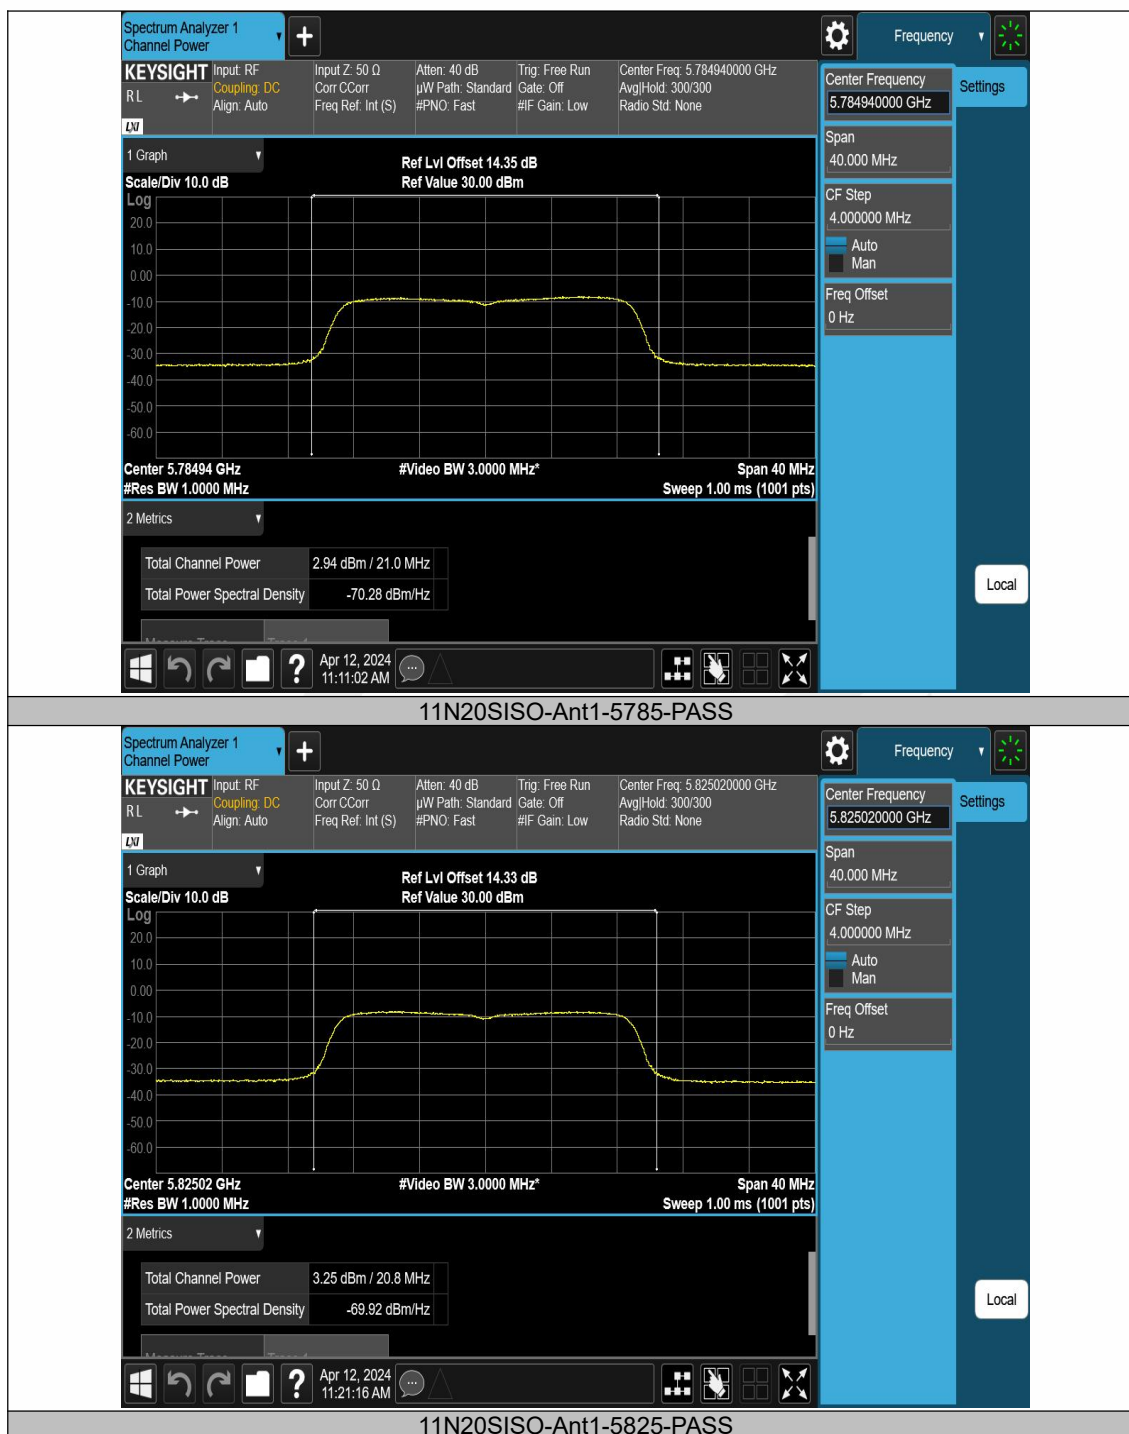 Spectrum Analyzer 1
Channel Power
Frequency
KEYSIGHT
Input: RF
Coupling: DC
Align: Auto
Input Z: 50 Ω
Corr CCorr
Freq Ref: Int (S)
Atten: 40 dB
µW Path: Standard
#PNO: Fast
Trig: Free Run
Gate: Off
#IF Gain: Low
Center Freq: 5.784940000 GHz
Avg|Hold: 300/300
Radio Std: None
R L
LXI
Center Frequency
5.784940000 GHz
Settings
Span
40.000 MHz
CF Step
4.000000 MHz
Auto
Man
Freq Offset
0 Hz
1 Graph
Ref Lvl Offset 14.35 dB
Scale/Div 10.0 dB
Ref Value 30.00 dBm
Log
20.0
10.0
0.00
-10.0
-20.0
-30.0
-40.0
-50.0
-60.0
Center 5.78494 GHz
#Video BW 3.0000 MHz*
Span 40 MHz
#Res BW 1.0000 MHz
Sweep 1.00 ms (1001 pts)
2 Metrics
Total Channel Power 2.94 dBm / 21.0 MHz
Total Power Spectral Density -70.28 dBm/Hz
Local
Apr 12, 2024
11:11:02 AM
11N20SISO-Ant1-5785-PASS
Spectrum Analyzer 1
Channel Power
Frequency
KEYSIGHT
Input: RF
Coupling: DC
Align: Auto
Input Z: 50 Ω
Corr CCorr
Freq Ref: Int (S)
Atten: 40 dB
µW Path: Standard
#PNO: Fast
Trig: Free Run
Gate: Off
#IF Gain: Low
Center Freq: 5.825020000 GHz
Avg|Hold: 300/300
Radio Std: None
R L
LXI
Center Frequency
5.825020000 GHz
Settings
Span
40.000 MHz
CF Step
4.000000 MHz
Auto
Man
Freq Offset
0 Hz
1 Graph
Ref Lvl Offset 14.33 dB
Scale/Div 10.0 dB
Ref Value 30.00 dBm
Log
20.0
10.0
0.00
-10.0
-20.0
-30.0
-40.0
-50.0
-60.0
Center 5.82502 GHz
#Video BW 3.0000 MHz*
Span 40 MHz
#Res BW 1.0000 MHz
Sweep 1.00 ms (1001 pts)
2 Metrics
Total Channel Power 3.25 dBm / 20.8 MHz
Total Power Spectral Density -69.92 dBm/Hz
Local
Apr 12, 2024
11:21:16 AM
11N20SISO-Ant1-5825-PASS